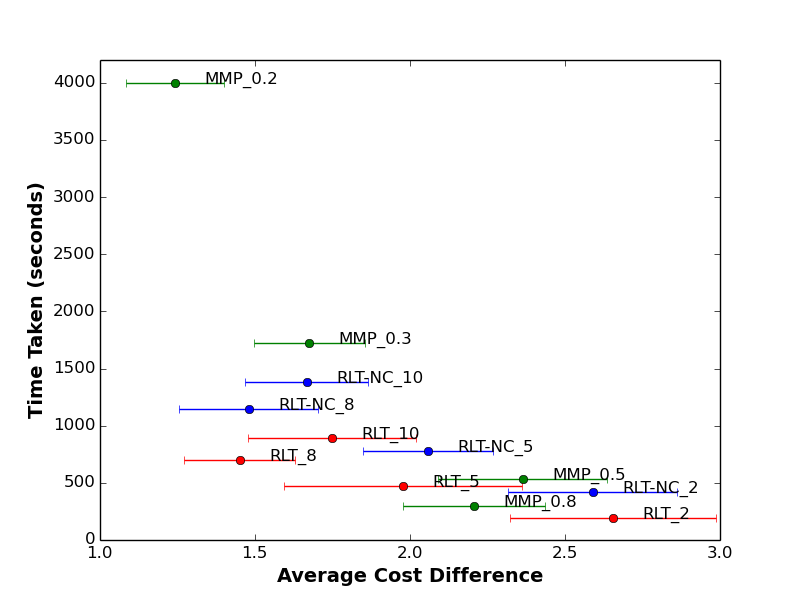 4000
3500
3000
2500
2000
1500
1000
500
0
Time Taken (seconds)
MMP_0.2
MMP_0.3
RLT-NC_10
RLT-NC_8
RLT_10
RLT-NC_5
RLT_8
MMP_0.5
RLT_5
RLT-NC_2
MMP_0.8
RLT_2
1.0 1.5 2.0 2.5 3.0
Average Cost Difference